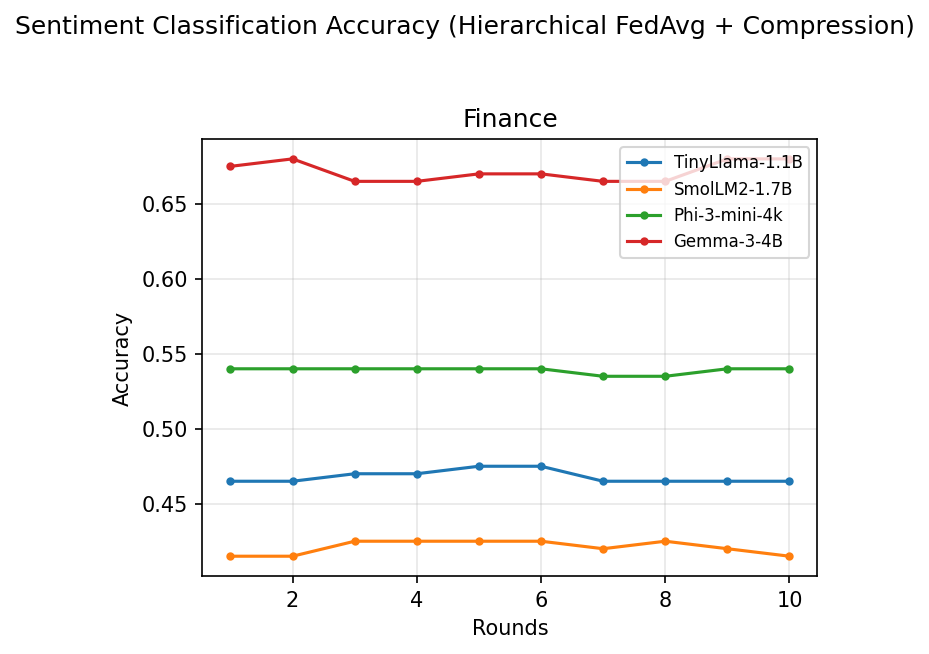 Sentiment Classification Accuracy (Hierarchical FedAvg + Compression)
Finance
TinyLlama-1.1B
SmolLM2-1.7B
Phi-3-mini-4k
Gemma-3-4B
Accuracy
0.65
0.60
0.55
0.50
0.45
2 4 6 8 10
Rounds